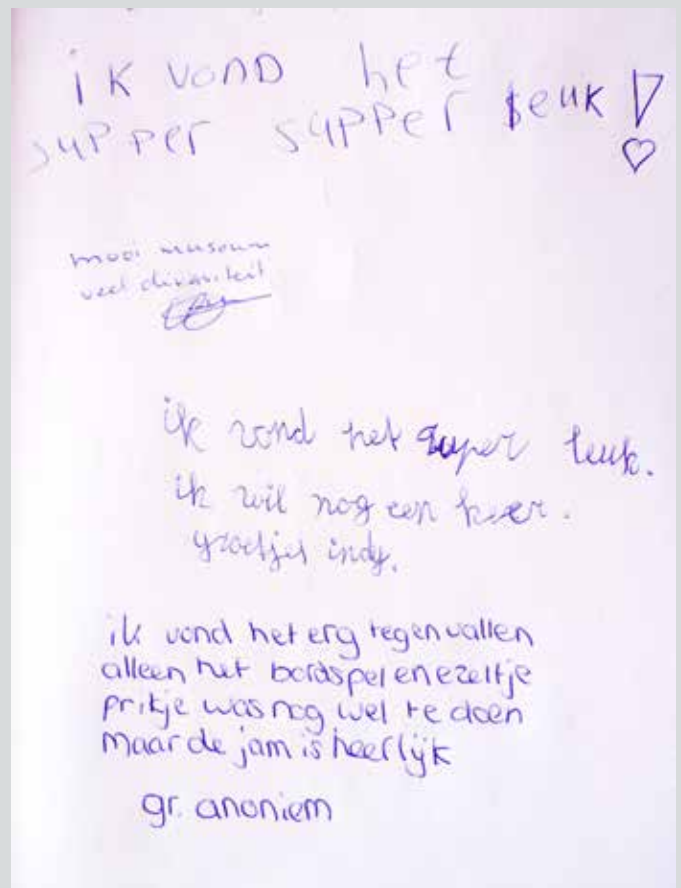 iK vonD het
supper supper leuk!
mooi museum
veel divaviteit
ik vond het super leuk.
ik wil nog een keer.
groetjes indy.
ik vond het erg tegenvallen
alleen het bordspel en ezeltje
prikje was nog wel te doen
maar de jam is heerlijk
gr. anoniem